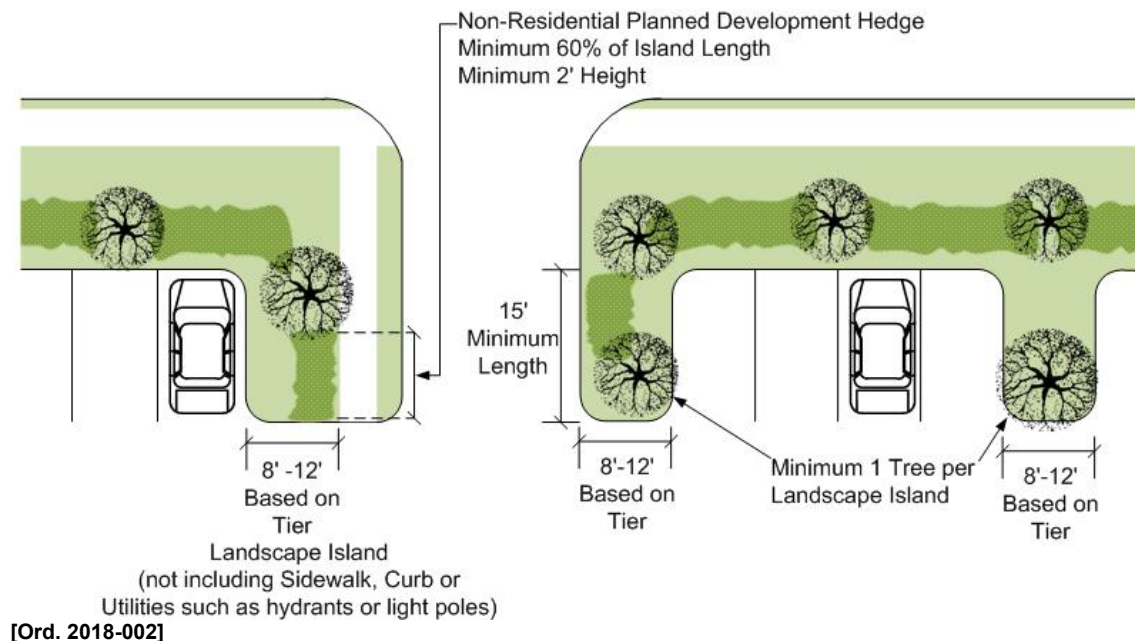 Non-Residential Planned Development Hedge
Minimum 60% of Island Length
Minimum 2' Height
15'
Minimum
Length
8' -12'
Based on
Tier
Landscape Island
(not including Sidewalk, Curb or
Utilities such as hydrants or light poles)
8'-12'
Based on
Tier
Minimum 1 Tree per
Landscape Island
8'-12'
Based on
Tier
[Ord. 2018-002]